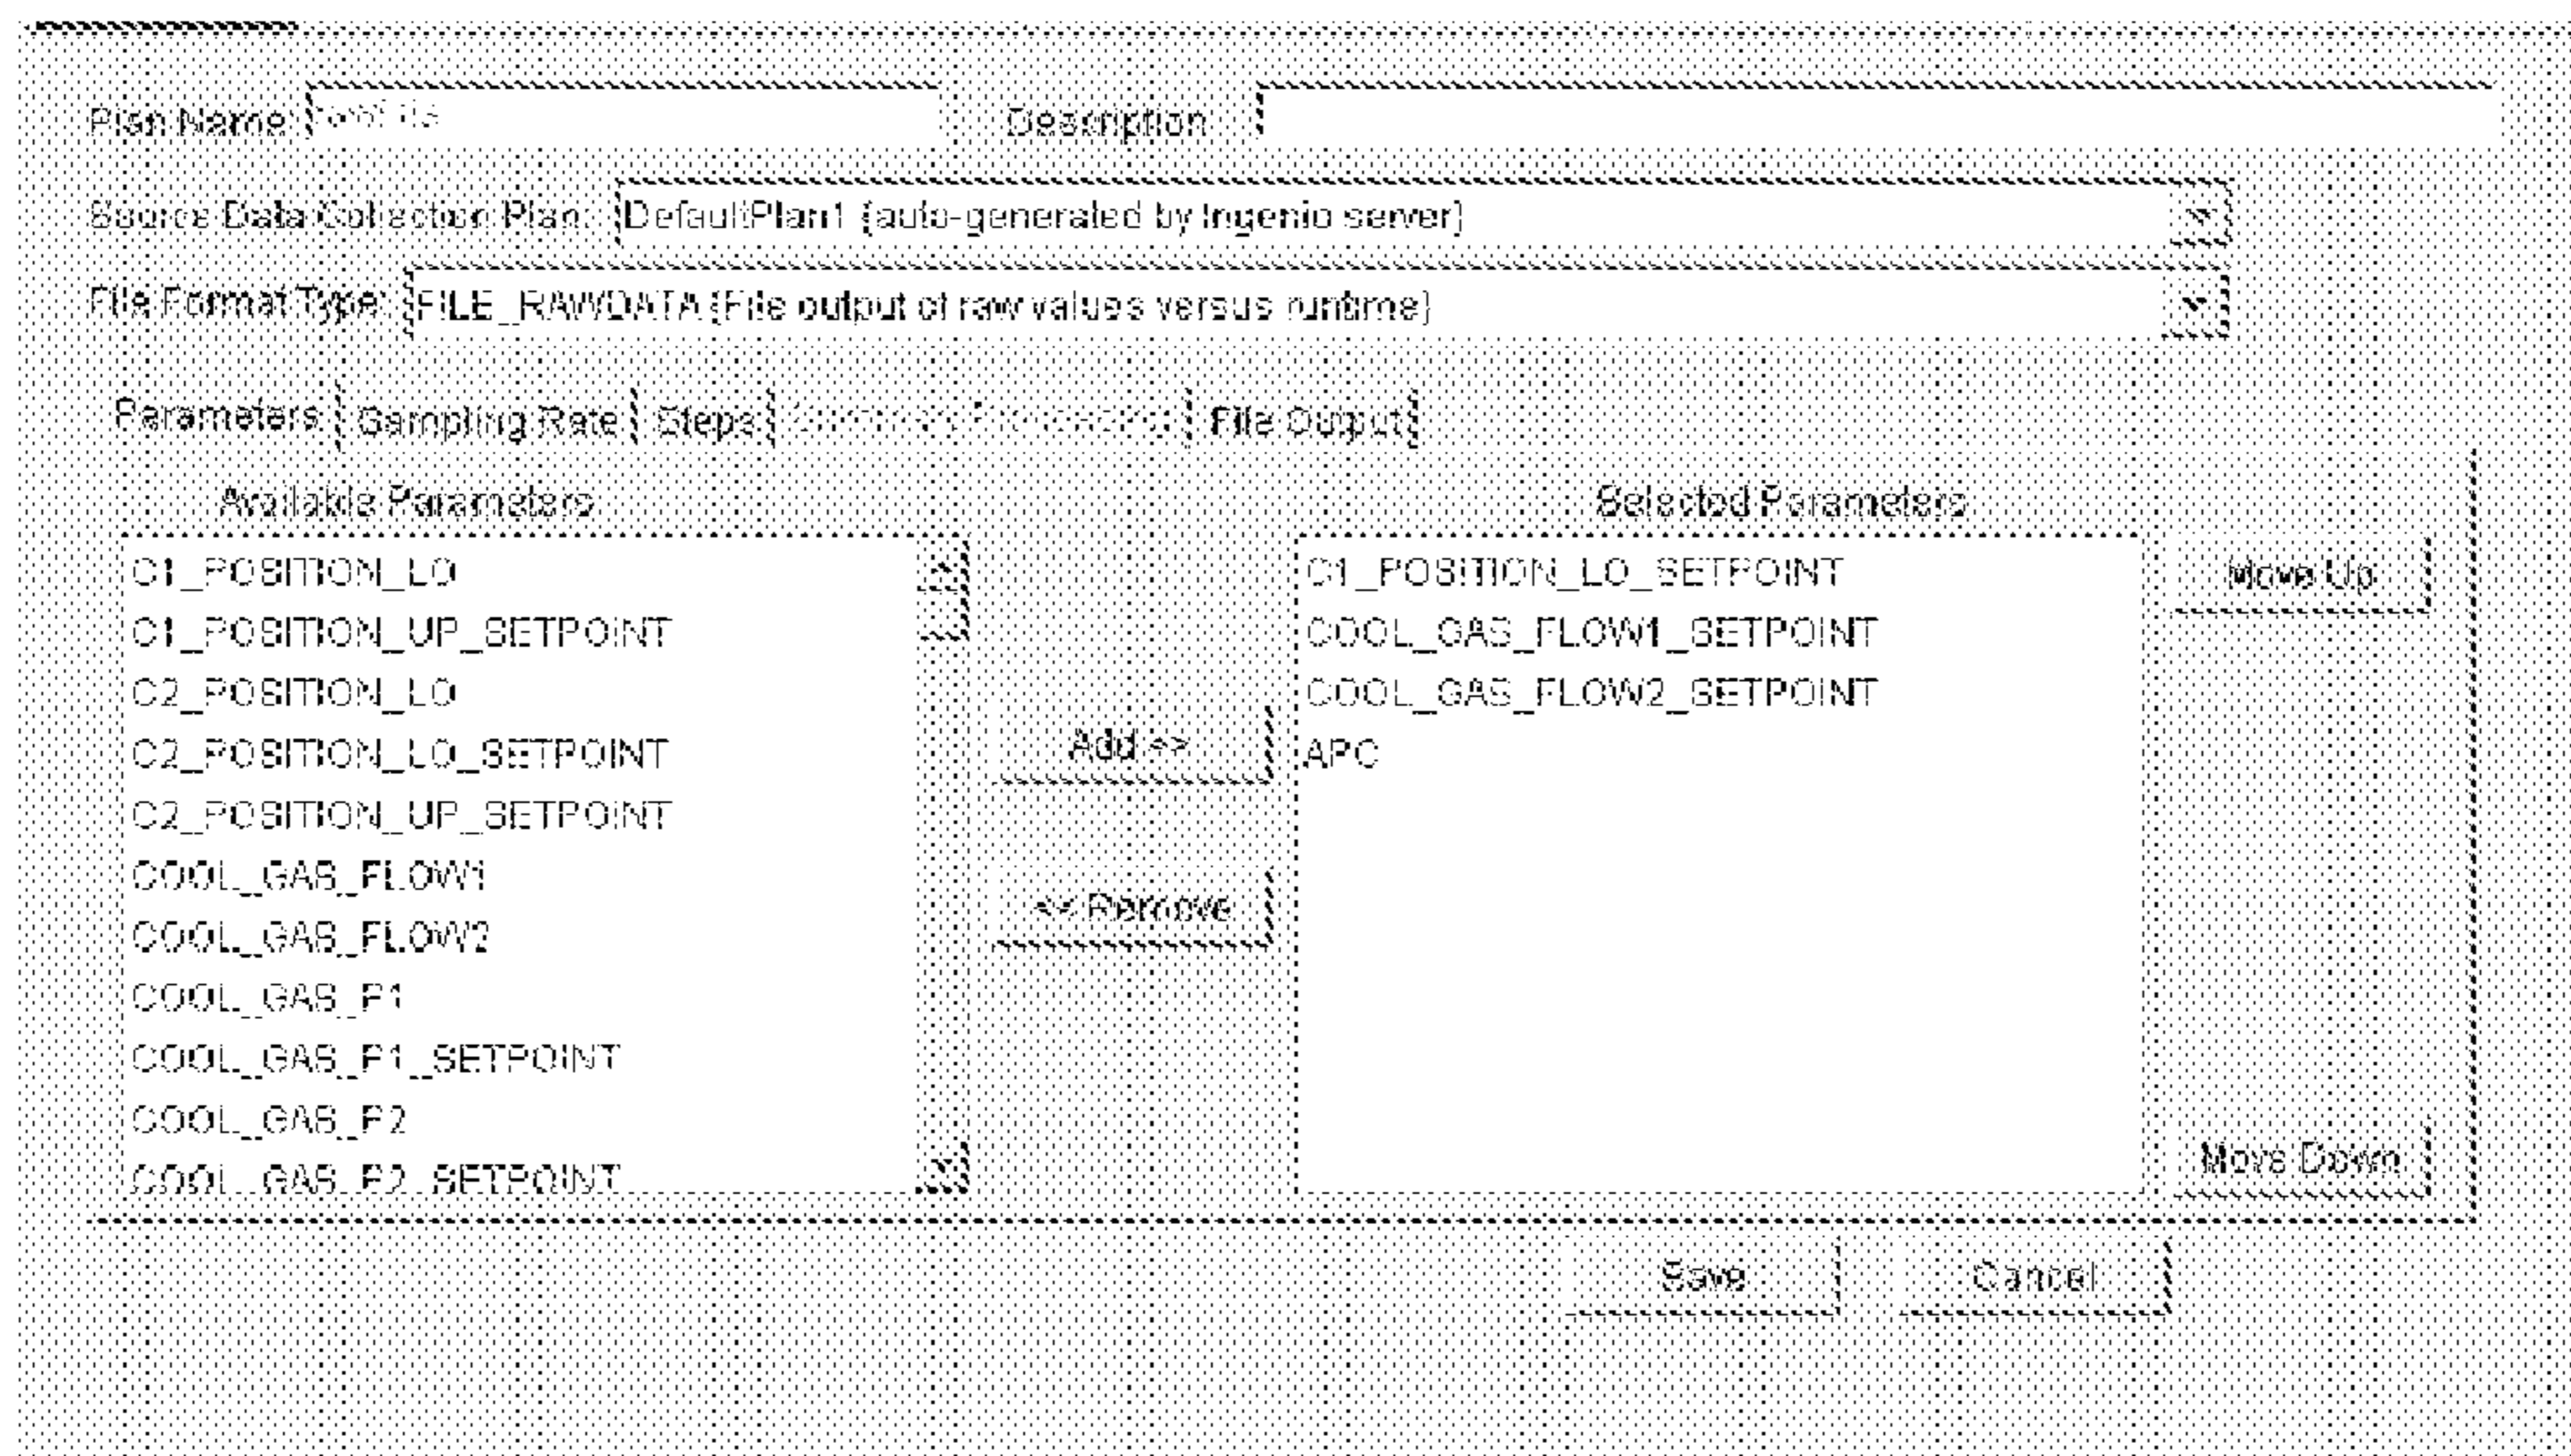 Plan Name: Description
Source Data Collection Plan: DefaultPlan1 {auto-generated by Ingenio server}
File Format Type: FILE_RAWDATA {File output of raw values versus runtime}
Parameters Sampling Rate Steps File Output
Available Parameters Selected Parameters
C1_POSITION_LO C1_POSITION_LO_SETPOINT Move Up
C1_POSITION_UP_SETPOINT COOL_GAS_FLOW1_SETPOINT
C2_POSITION_LO COOL_GAS_FLOW2_SETPOINT
C2_POSITION_LO_SETPOINT Add >> APC
C2_POSITION_UP_SETPOINT
COOL_GAS_FLOW1
COOL_GAS_FLOW2 << Remove
COOL_GAS_P1
COOL_GAS_P1_SETPOINT
COOL_GAS_P2
COOL_GAS_P2_SETPOINT Move Down
Save Cancel